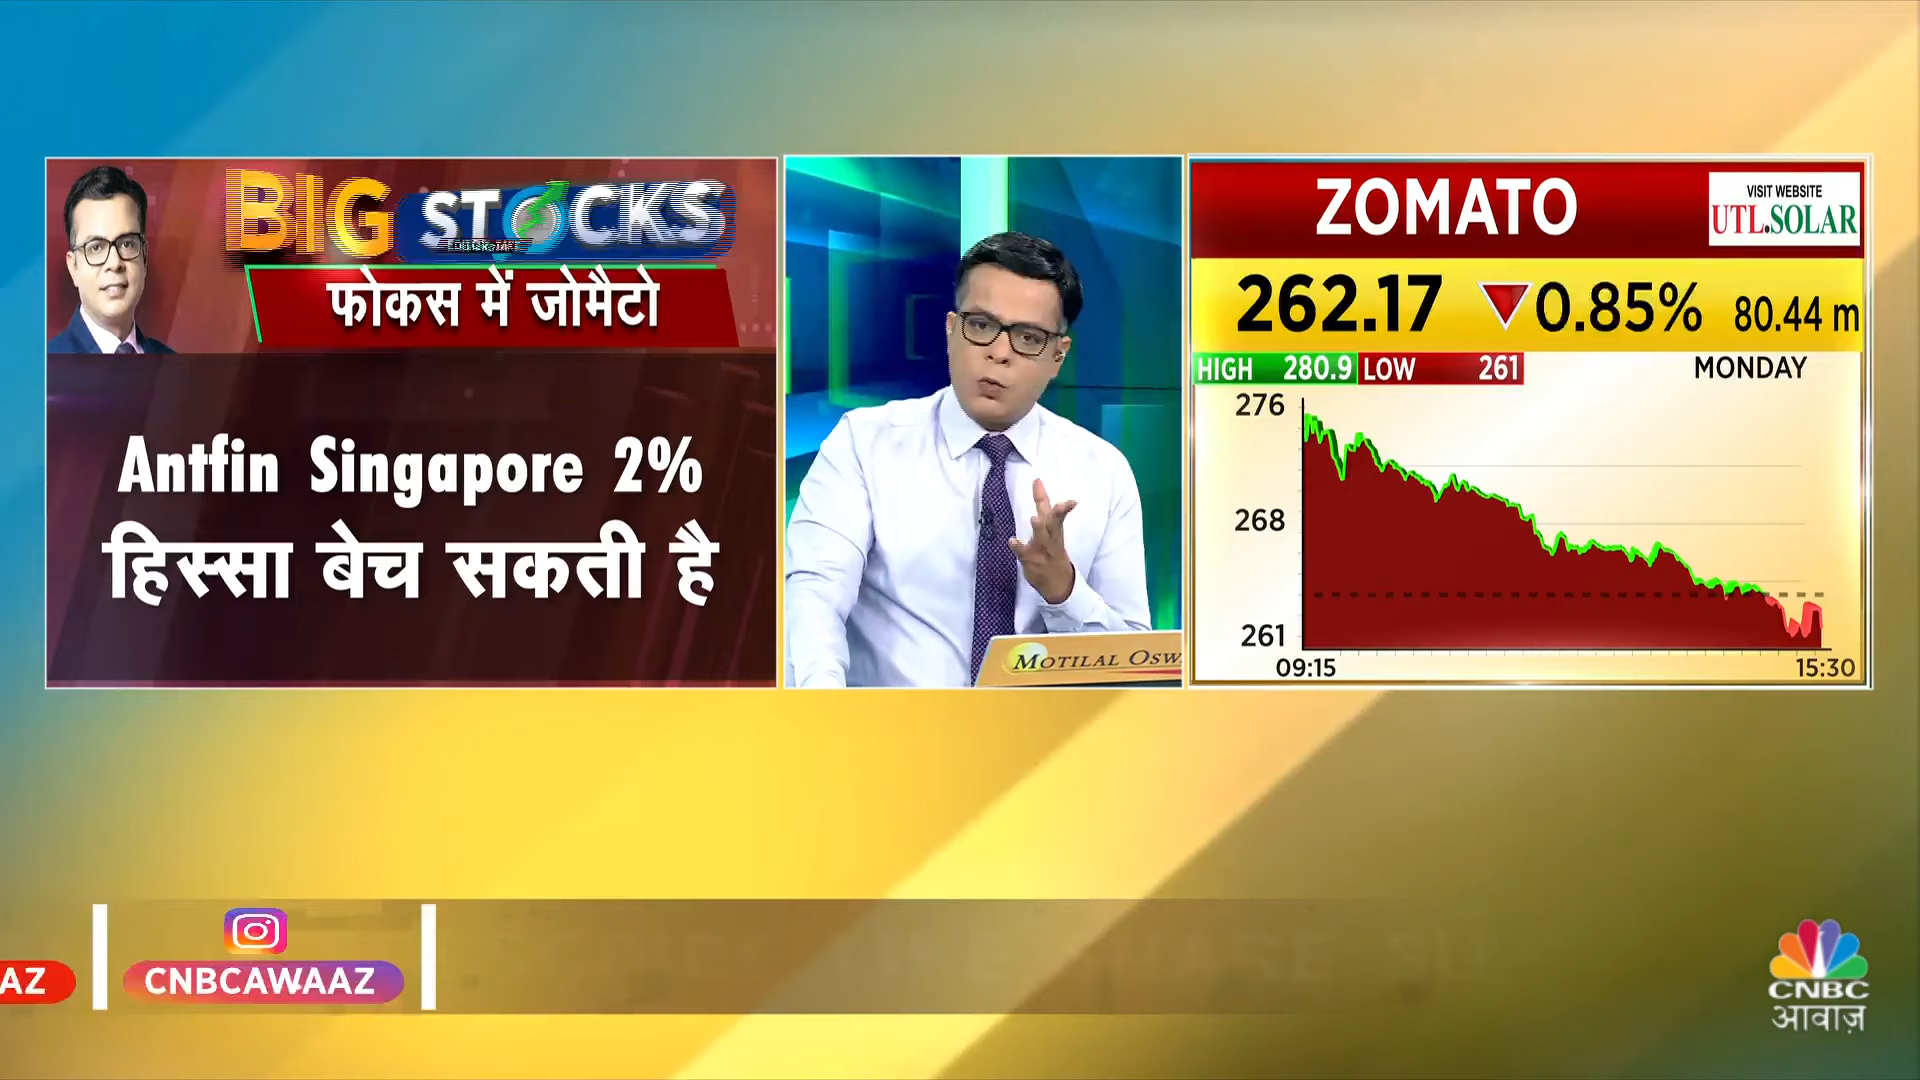 BIG STOCKS
फोकस में जोमैटो
Antfin Singapore 2%
हिस्सा बेच सकती है
MOTILAL OSW
ZOMATO
VISIT WEBSITE
UTL.SOLAR
262.17 0.85% 80.44 m
HIGH 280.9 LOW 261 MONDAY
276
268
261
09:15 15:30
AZ
CNBCAWAAZ
CNBC
आवाज़